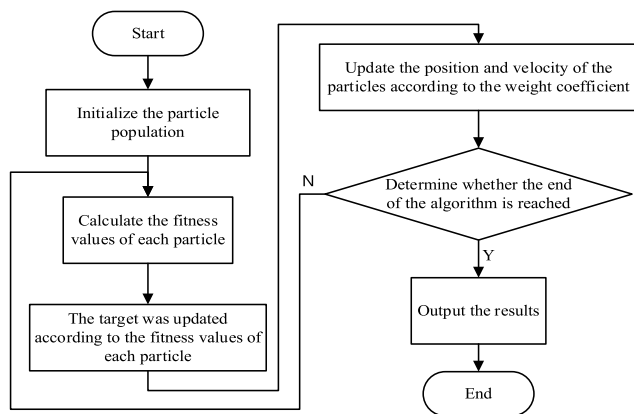 Start
Initialize the particle
population
Calculate the fitness
values of each particle
The target was updated
according to the fitness values of
each particle
Update the position and velocity of the
particles according to the weight coefficient
Determine whether the end
of the algorithm is reached
N
Y
Output the results
End